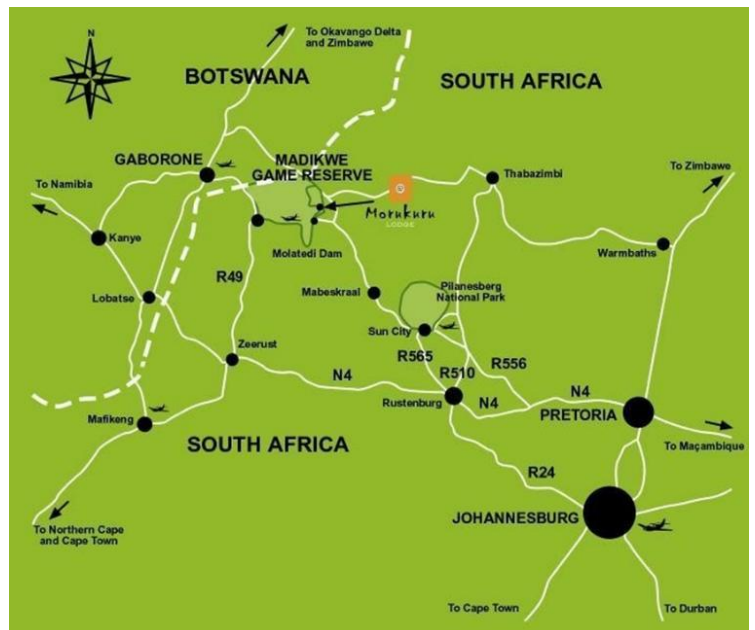 N
To Okavango Delta
and Zimbawe
BOTSWANA
SOUTH AFRICA
GABORONE
MADIKWE
GAME RESERVE
To Namibia
Thabazimbi
To Zimbawe
Morukuru
LODGE
Kanye
Molatedi Dam
Warmbaths
R49
Lobatse
Mabeskraal
Pilanesberg
National Park
Sun City
Zeerust
R565
R556
N4
R510
N4
Rustenburg
N4
PRETORIA
Mafikeng
SOUTH AFRICA
To Maçambique
R24
JOHANNESBURG
To Northern Cape
and Cape Town
To Cape Town
To Durban